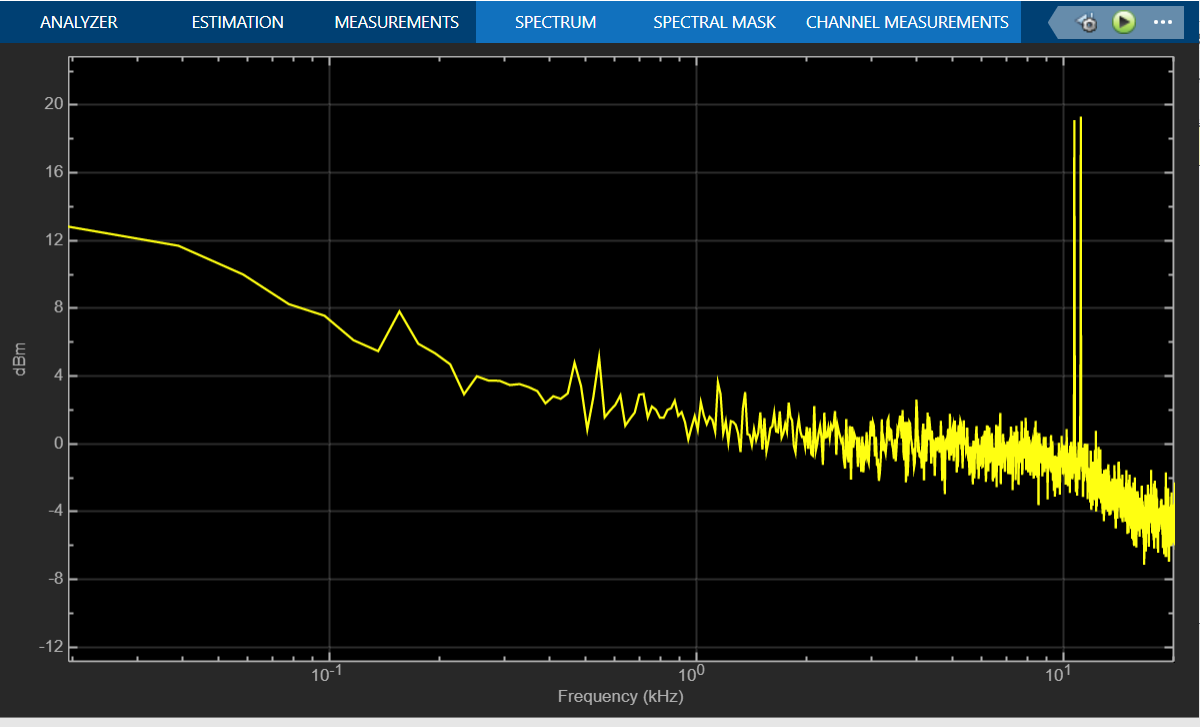 ANALYZER ESTIMATION MEASUREMENTS SPECTRUM SPECTRAL MASK CHANNEL MEASUREMENTS
20
16
12
8
4
0
-4
-8
-12
dBm
10-1 100 101
Frequency (kHz)